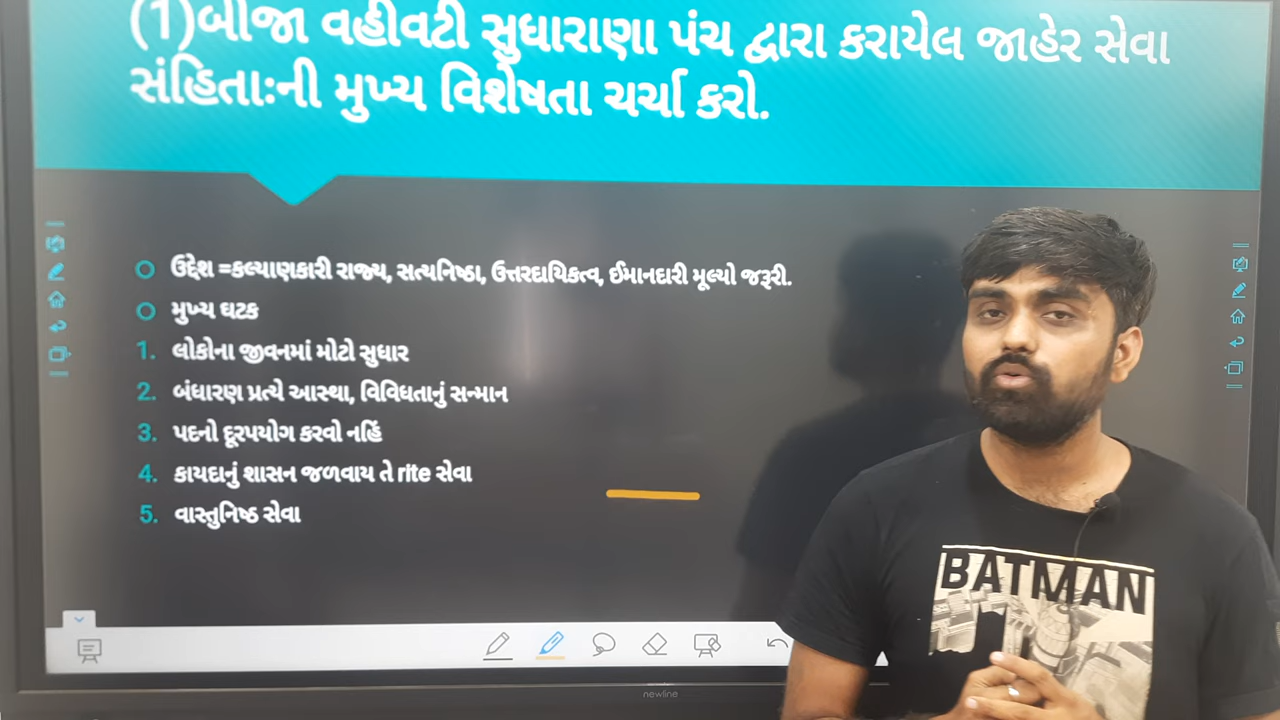 (1)બીજા વહીવટી સુધારાણા પંચ દ્વારા કરાયેલ જાહેર સેવા
સંહિતાઃની મુખ્ય વિશેષતા ચર્ચા કરો.
ઉદ્દેશ =કલ્યાણકારી રાજ્ય, સત્યનિષ્ઠા, ઉત્તરદાયિકત્વ, ઈમાનદારી મૂલ્યો જરૂરી.
મુખ્ય ઘટક
1. લોકોના જીવનમાં મોટો સુધાર
2. બંધારણ પ્રત્યે આસ્થા, વિવિધતાનું સન્માન
3. પદનો દૂરપયોગ કરવો નહિં
4. કાયદાનું શાસન જળવાય તે rite સેવા
5. વાસ્તુનિષ્ઠ સેવા
BATMAN
newline